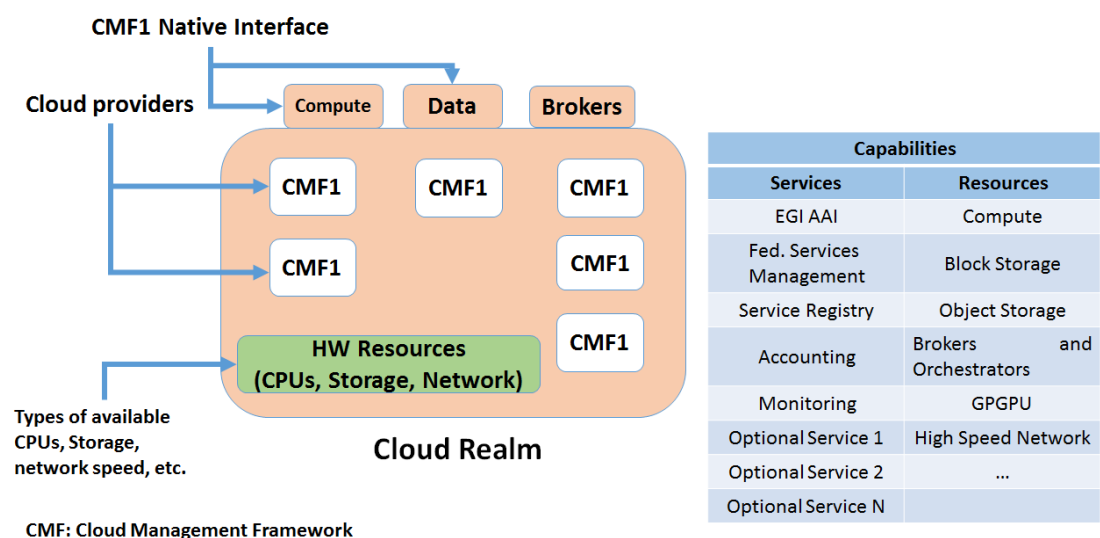 CMF1 Native Interface
Cloud providers
Compute
Data
Brokers
CMF1
CMF1
CMF1
CMF1
CMF1
CMF1
HW Resources
(CPUs, Storage, Network)
Types of available
CPUs, Storage,
network speed, etc.
Cloud Realm
CMF: Cloud Management Framework
Capabilities
Services Resources
EGI AAI Compute
Fed. Services
Management
Block Storage
Service Registry Object Storage
Accounting
Brokers and
Orchestrators
Monitoring GPGPU
Optional Service 1 High Speed Network
Optional Service 2 ...
Optional Service N